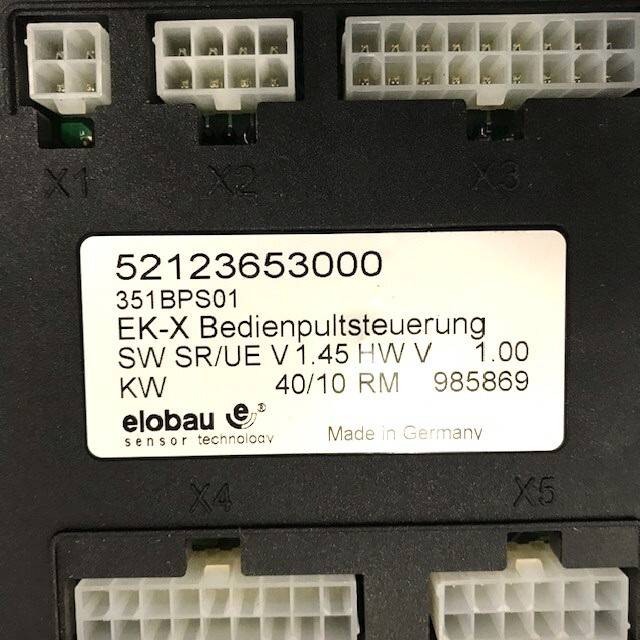 X1 X2 X3
52123653000
351BPS01
EK-X Bedienpultsteuerung
SW SR/UE V 1.45 HW V 1.00
KW 40/10 RM 985869
elobau e®
sensor technology Made in Germany
X4 X5